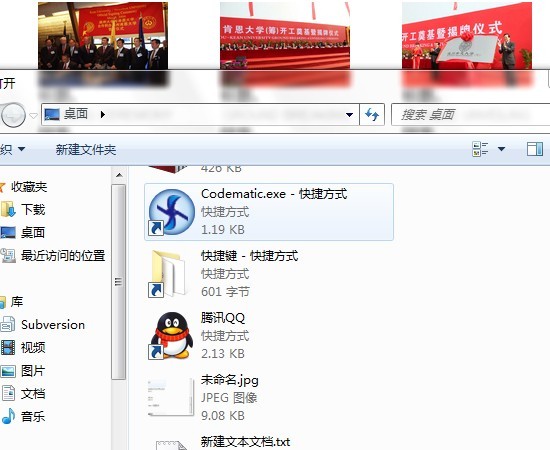 肯恩大学(筹)开工奠基暨揭牌仪式
开工奠基暨揭牌仪式
打开
桌面
搜索 桌面
织
新建文件夹
426 KB
收藏夹
下载
桌面
最近访问的位置
库
Subversion
视频
图片
文档
音乐
Codematic.exe - 快捷方式
快捷方式
1.19 KB
快捷键 - 快捷方式
快捷方式
601 字节
腾讯QQ
快捷方式
2.13 KB
未命名.jpg
JPEG 图像
9.08 KB
新建文本文档.txt